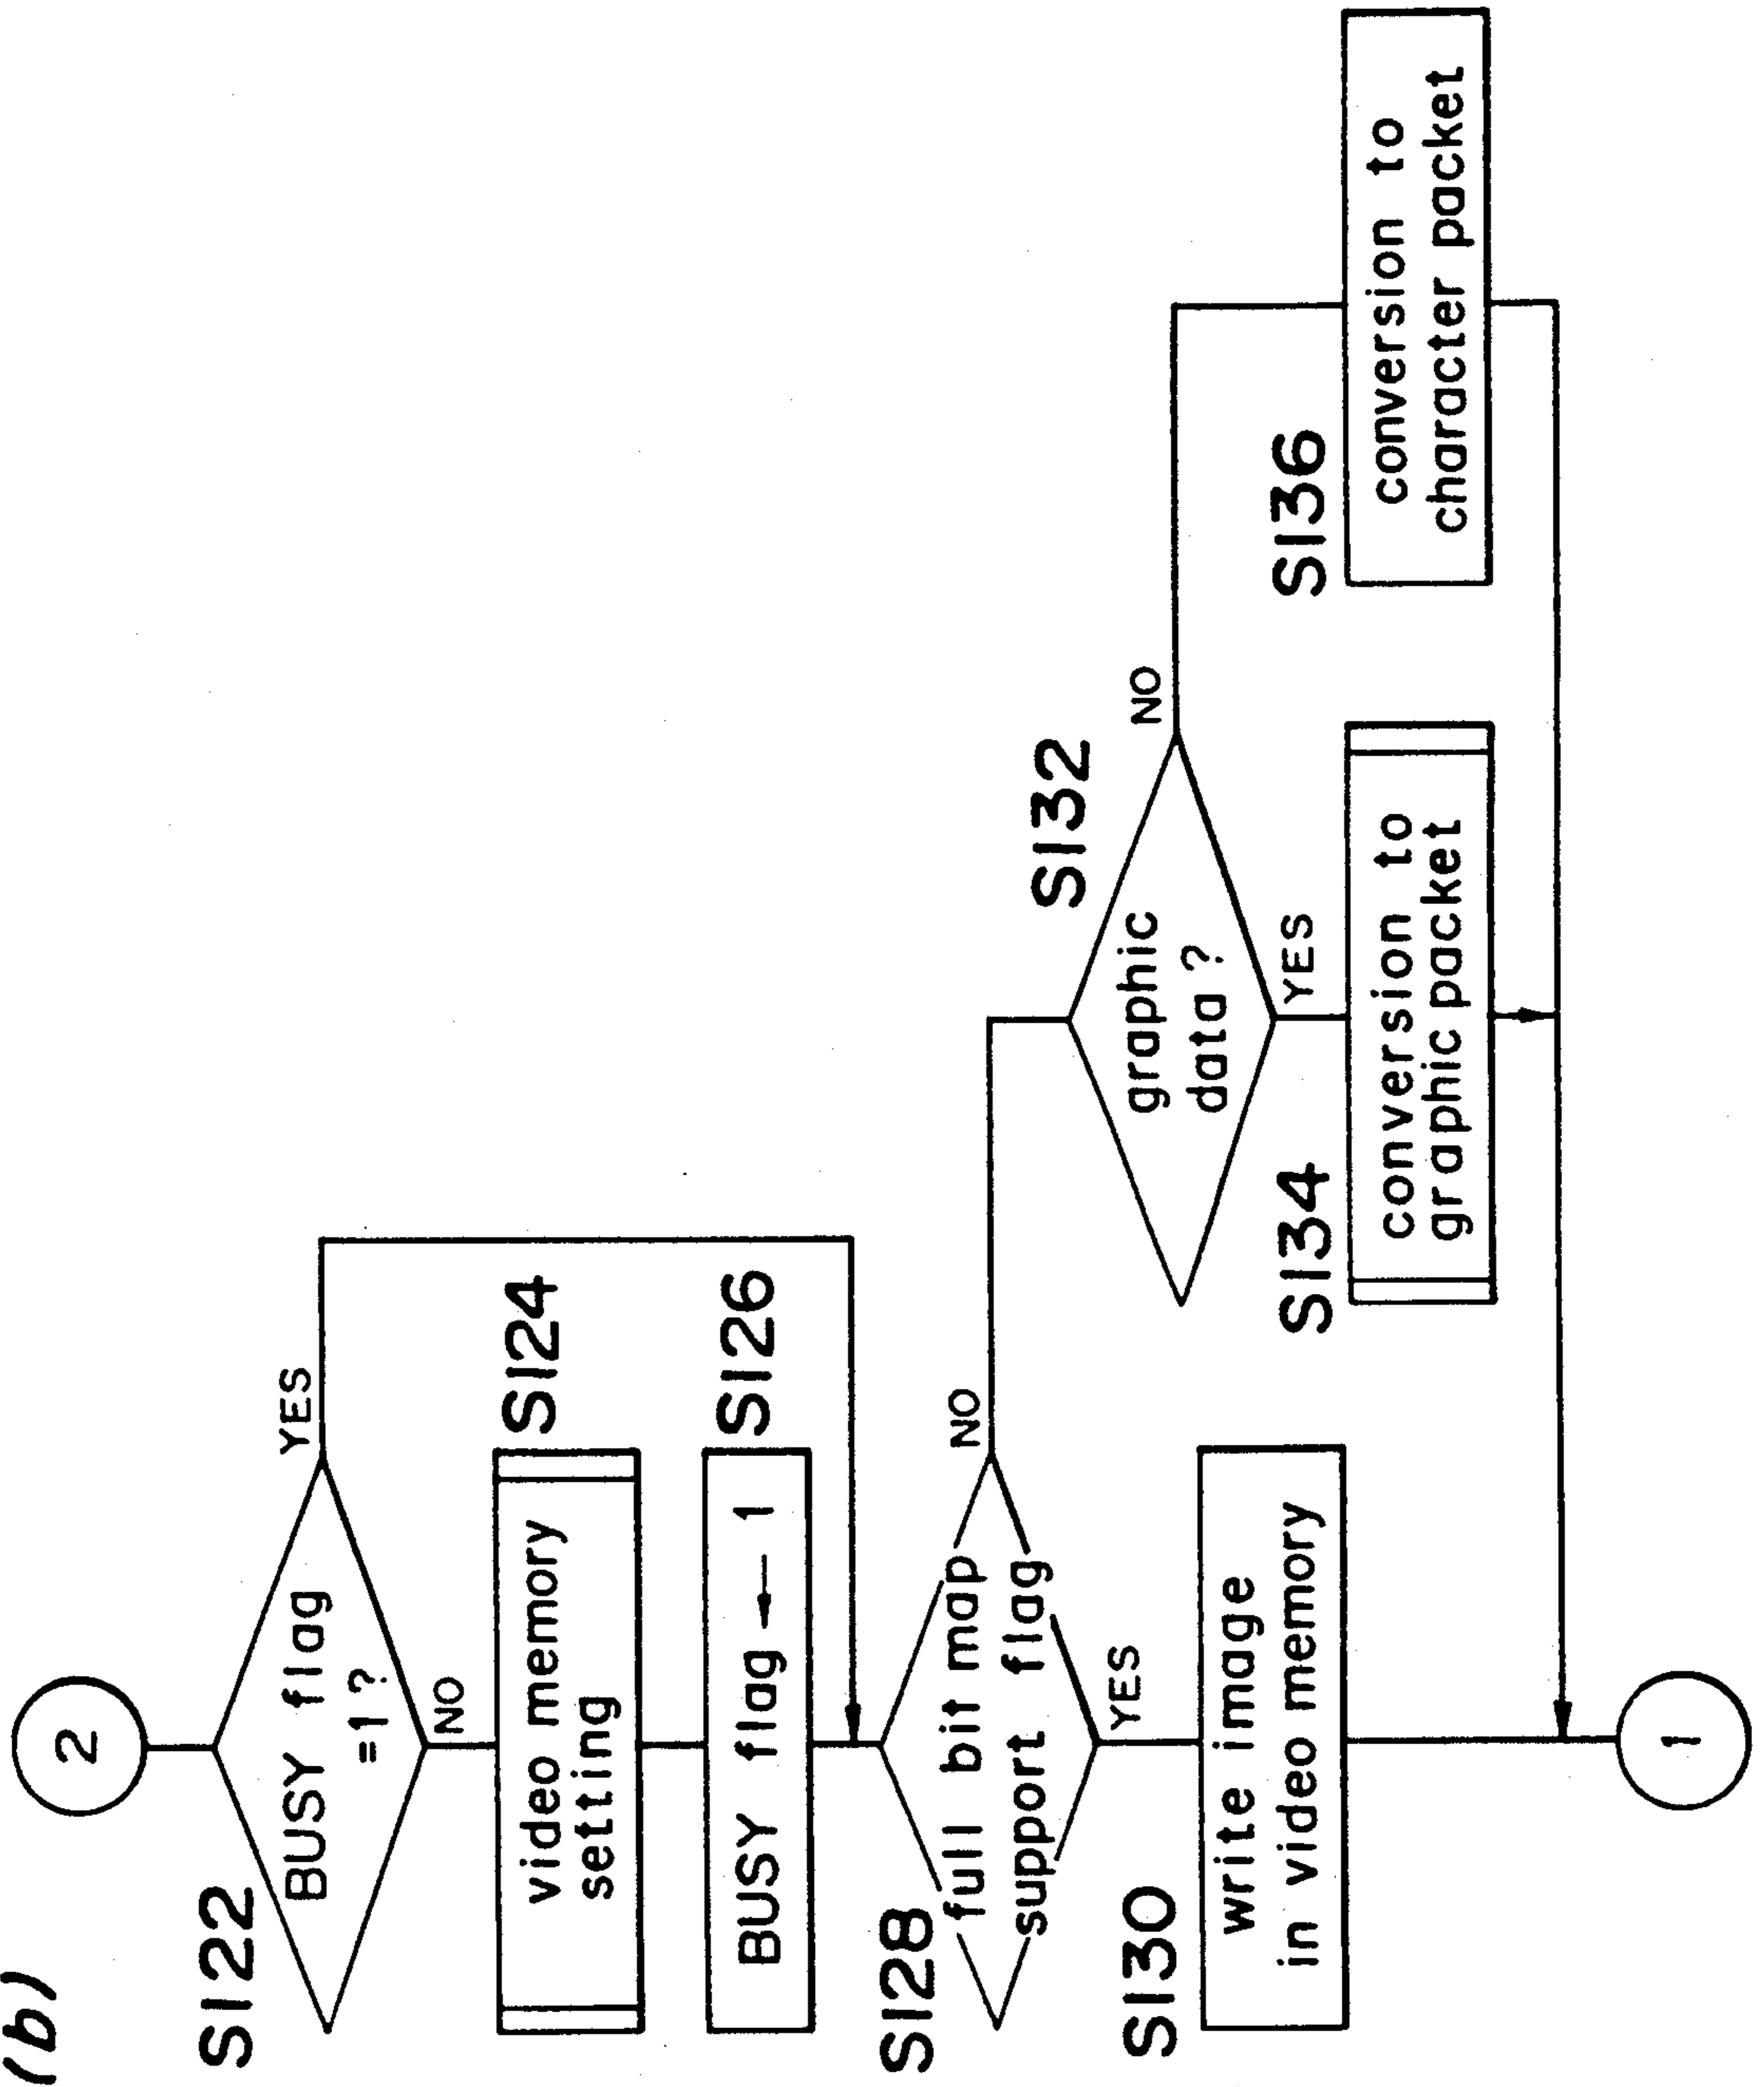 (b)
2
S122
BUSY flag
=1?
YES
NO
video memory
setting
S124
BUSY flag ← 1
S126
S128
full bit map
support flag
NO
YES
S130
write image
in video memory
S132
graphic
data ?
NO
YES
S134
conversion to
graphic packet
S136
conversion to
character packet
1